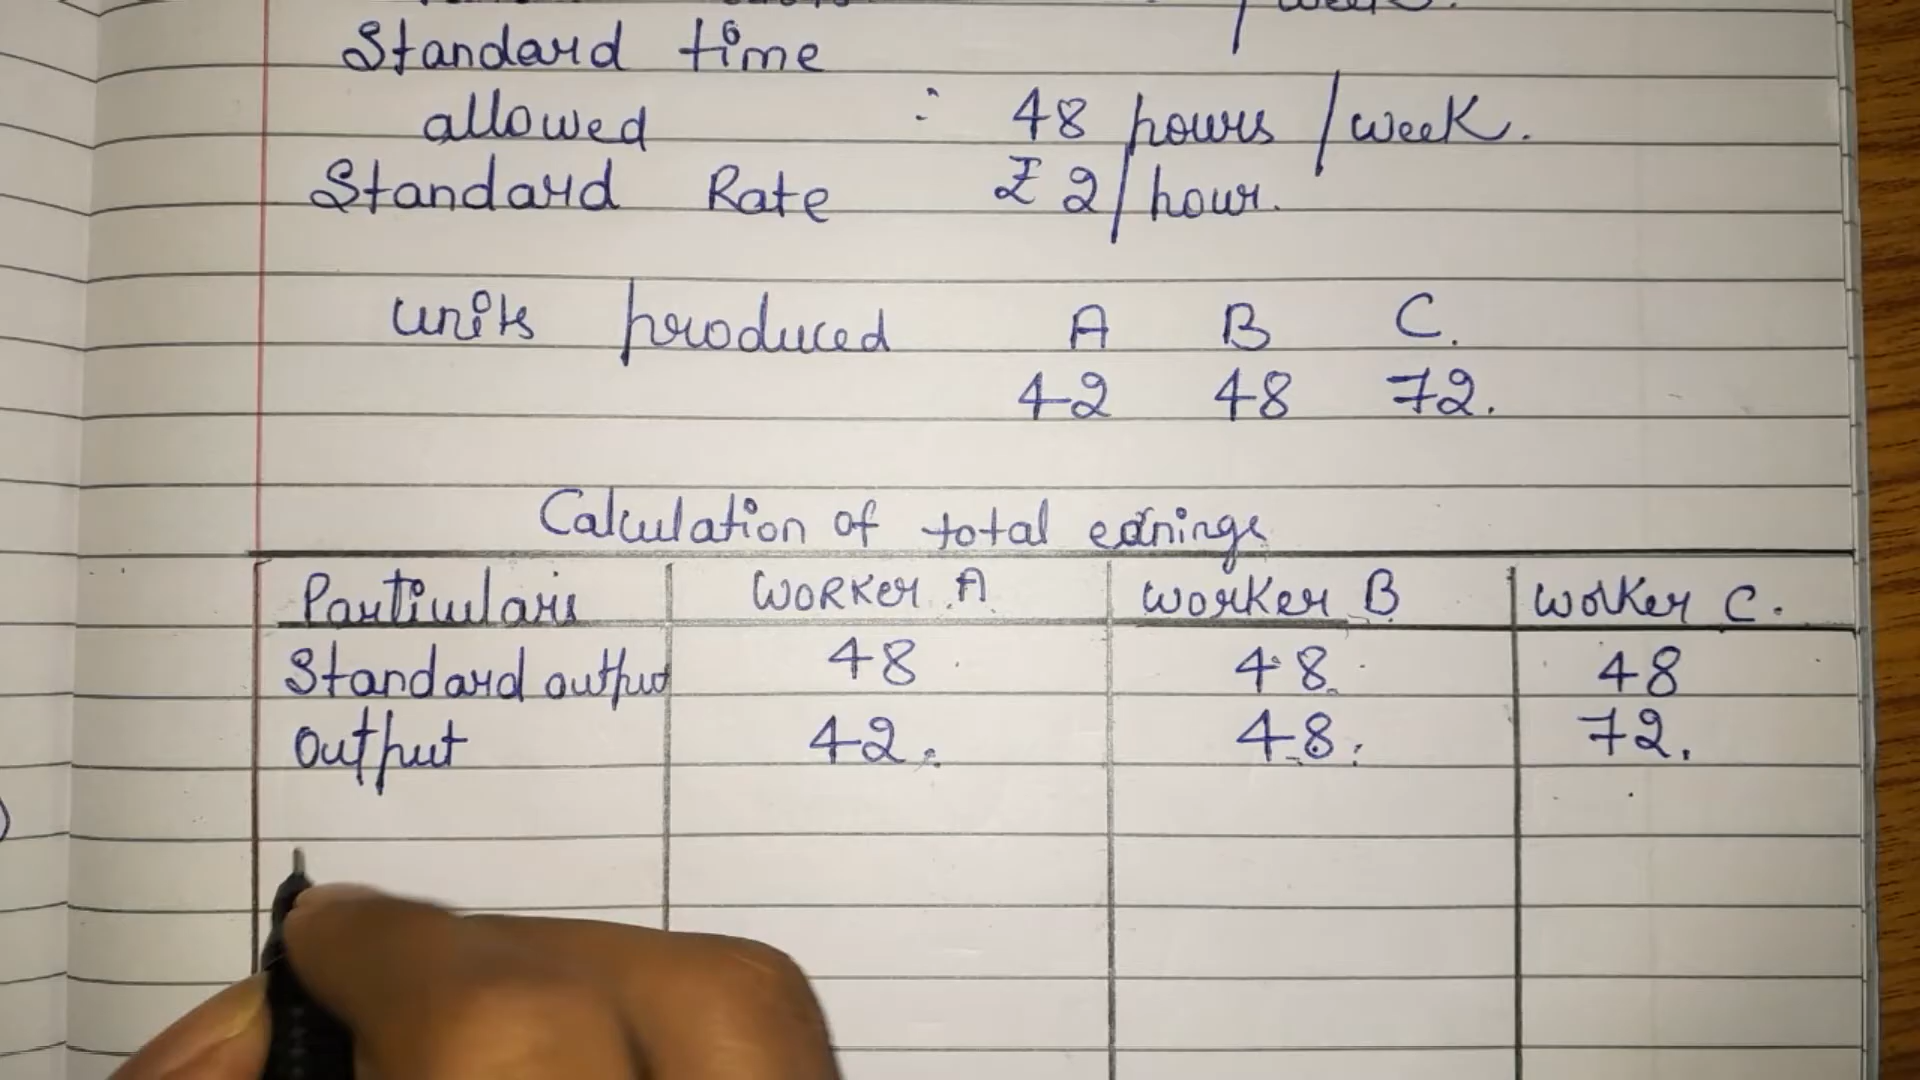 Standard time
allowed : 48 hours / week.
Standard Rate ₹ 2/hour.
units produced A B C.
42 48 72.
Calculation of total earnings
Particulars WORKER A WORKER B WORKER C.
Standard output 48 48 48
output 42 48 72.